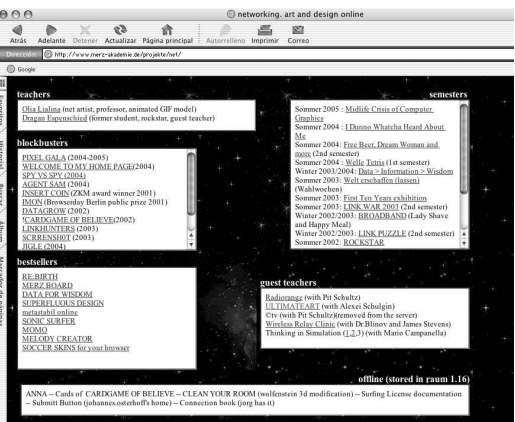 networking. art and design online
Atrás Adelante Detener Actualizar Página principal Autorrelleno Imprimir Correo
Dirección: http://www.merz-akademie.de/projekte/net/
Google
Favoritos
Historial
Buscar
Álbum
teachers
Olia Lialina (net artist, professor, animated GIF model)
Dragan Espenschied (former student, rockstar, guest teacher)
blockbusters
PIXEL GALA (2004-2005)
WELCOME TO MY HOME PAGE(2004)
SPY VS SPY (2004)
AGENT SAM (2004)
INSERT COIN (ZKM award winner 2001)
IMON (Browserday Berlin public prize 2001)
DATAGROW (2002)
!CARDGAME OF BELIEVE(2002)
LINKHUNTERS (2003)
SCRRENSH0T (2003)
JIGLE (2004)
bestsellers
RE:BIRTH
MERZ BOARD
DATA FOR WISDOM
SUPERFLUOUS DESIGN
metastabil online
SONIC SURFER
MOMO
MELODY CREATOR
SOCCER SKINS for your browser
semesters
Sommer 2005 : Midlife Crisis of Computer
Graphics
Sommer 2004 : I Dunno Whatcha Heard About
Me
Sommer 2004: Free Beer, Dream Woman and
more (2nd semester)
Sommer 2004 : Welle Tetris (1st semester)
Winter 2003/2004: Data > Information > Wisdom
Sommer 2003: Welt erschaffen (lassen)
(Wahlwochen)
Sommer 2003: First Ten Years exhibition
Sommer 2003: LINK WAR 2003 (2nd semester)
Winter 2002/2003: BROADBAND (Lady Shave
and Happy Meal)
Winter 2002/2003: LINK PUZZLE (2nd semester)
Sommer 2002: ROCKSTAR
guest teachers
Radiorange (with Pit Schultz)
ULTIMATEART (with Alexei Schulgin)
©tv (with Pit Schultz)(removed from the server)
Wireless Relay Clinic (with Dr.Blinov and James Stevens)
Thinking in Simulation (1,2,3) (with Mario Campanella)
offline (stored in raum 1.16)
ANNA -- Cards of CARDGAME OF BELIEVE -- CLEAN YOUR ROOM (wolfenstein 3d modification) -- Surfing License documentation
-- Submitt Button (johannes.osterhoff's home) -- Connection book (jorg has it)